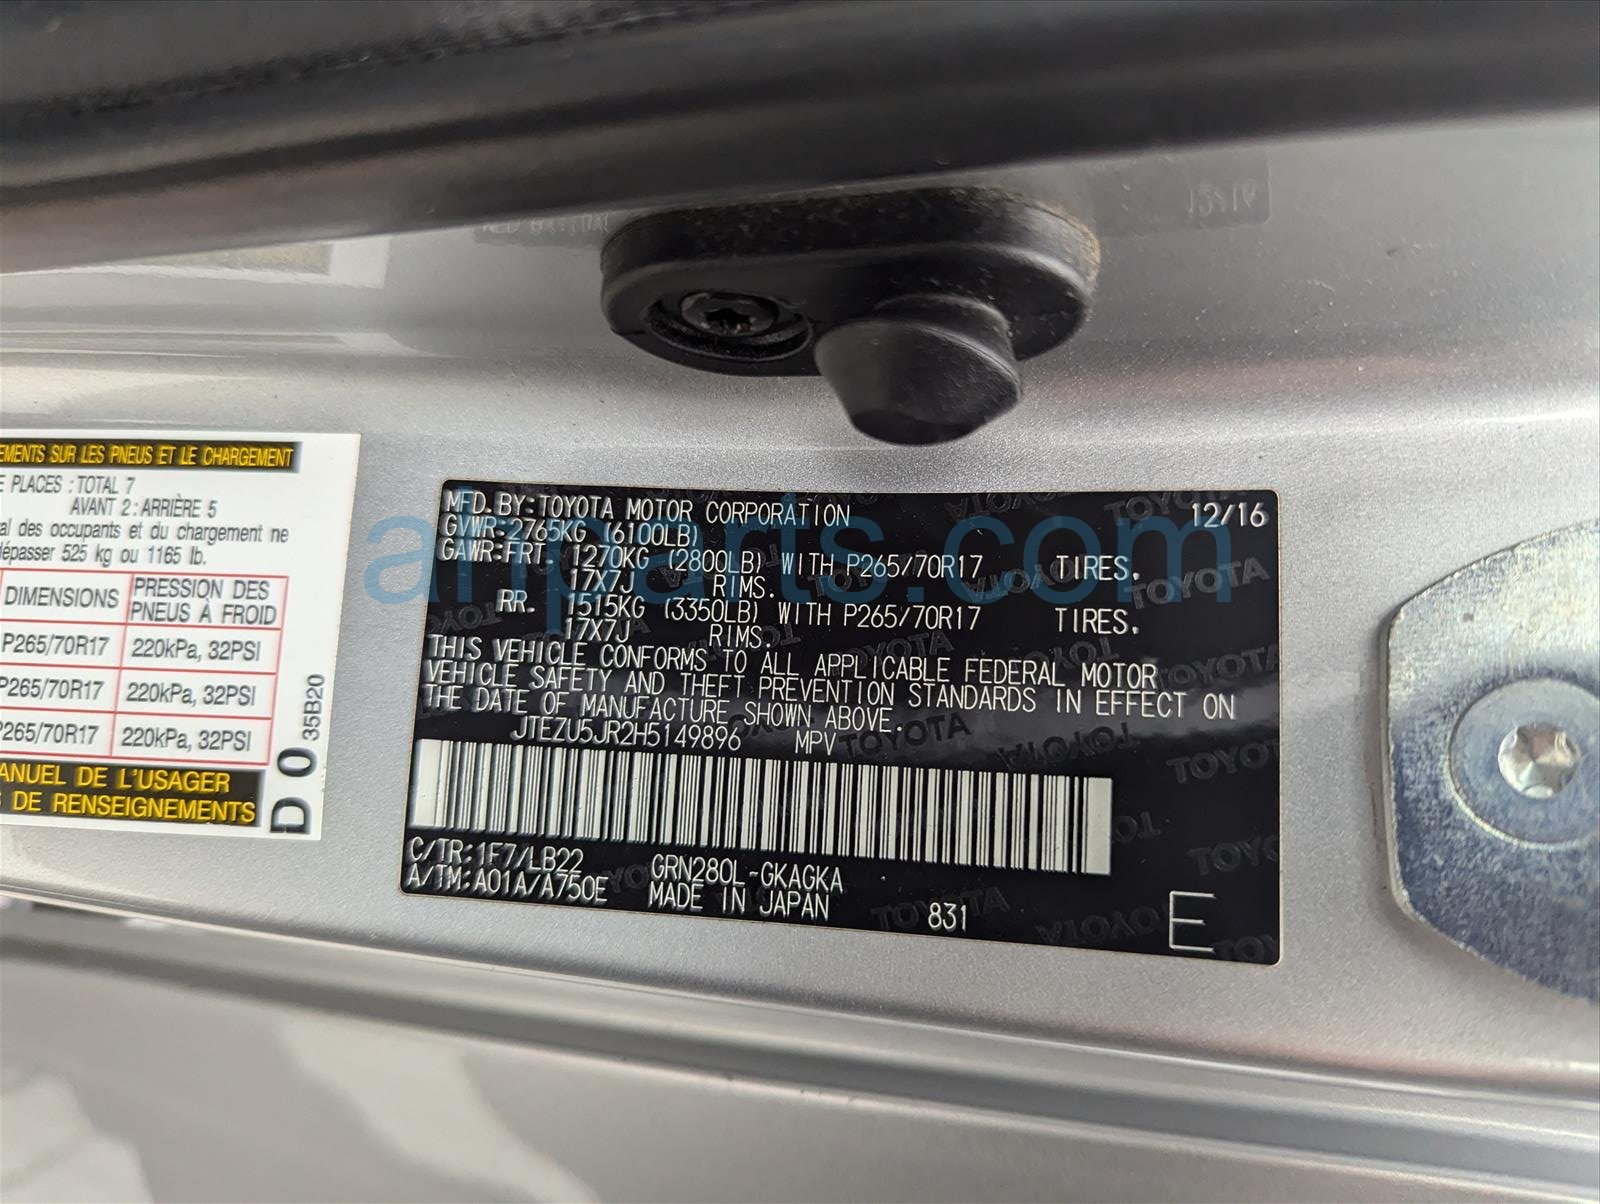 EMENTS SUR LES PNEUS ET LE CHARGEMENT
E PLACES : TOTAL 7
AVANT 2 : ARRIÈRE 5
al des occupants et du chargement ne
dépasser 525 kg ou 1165 lb.
DIMENSIONS PRESSION DES PNEUS À FROID
P265/70R17 220kPa, 32PSI
P265/70R17 220kPa, 32PSI
P265/70R17 220kPa, 32PSI
ANUEL DE L'USAGER
S DE RENSEIGNEMENTS
D 0 35B20
MFD. BY: TOYOTA MOTOR CORPORATION 12/16
GVWR: 2765KG (6100LB)
GAWR: FRT. 1270KG (2800LB) WITH P265/70R17 TIRES.
17X7J RIMS.
RR. 1515KG (3350LB) WITH P265/70R17 TIRES.
17X7J RIMS.
THIS VEHICLE CONFORMS TO ALL APPLICABLE FEDERAL MOTOR
VEHICLE SAFETY AND THEFT PREVENTION STANDARDS IN EFFECT ON
THE DATE OF MANUFACTURE SHOWN ABOVE.
JTEZU5JR2H5149896 MPV
C/TR: 1F7/LB22 GRN280L-GKAGKA
A/TM: A01A/A750E MADE IN JAPAN 831 E
ahparts.com